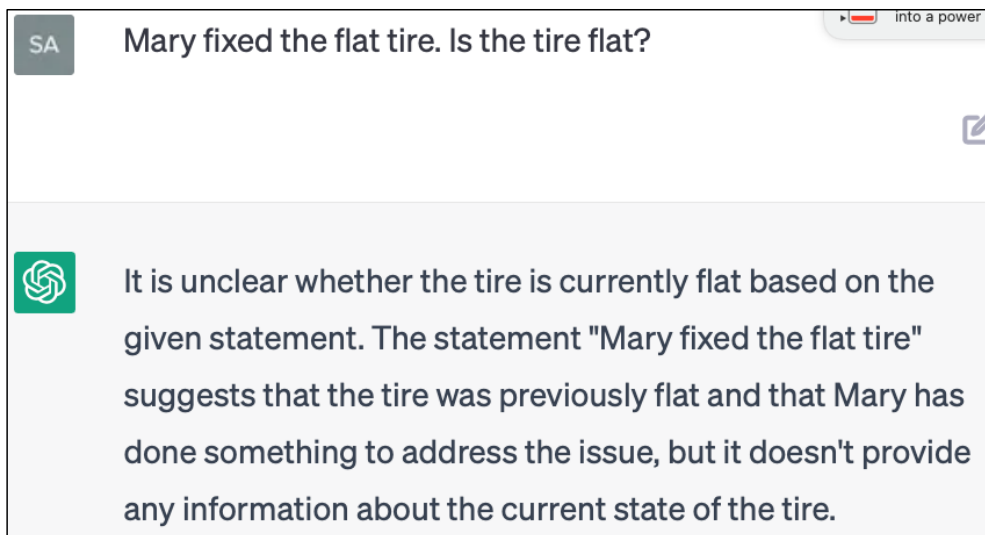 into a power
SA
Mary fixed the flat tire. Is the tire flat?
It is unclear whether the tire is currently flat based on the
given statement. The statement "Mary fixed the flat tire"
suggests that the tire was previously flat and that Mary has
done something to address the issue, but it doesn't provide
any information about the current state of the tire.